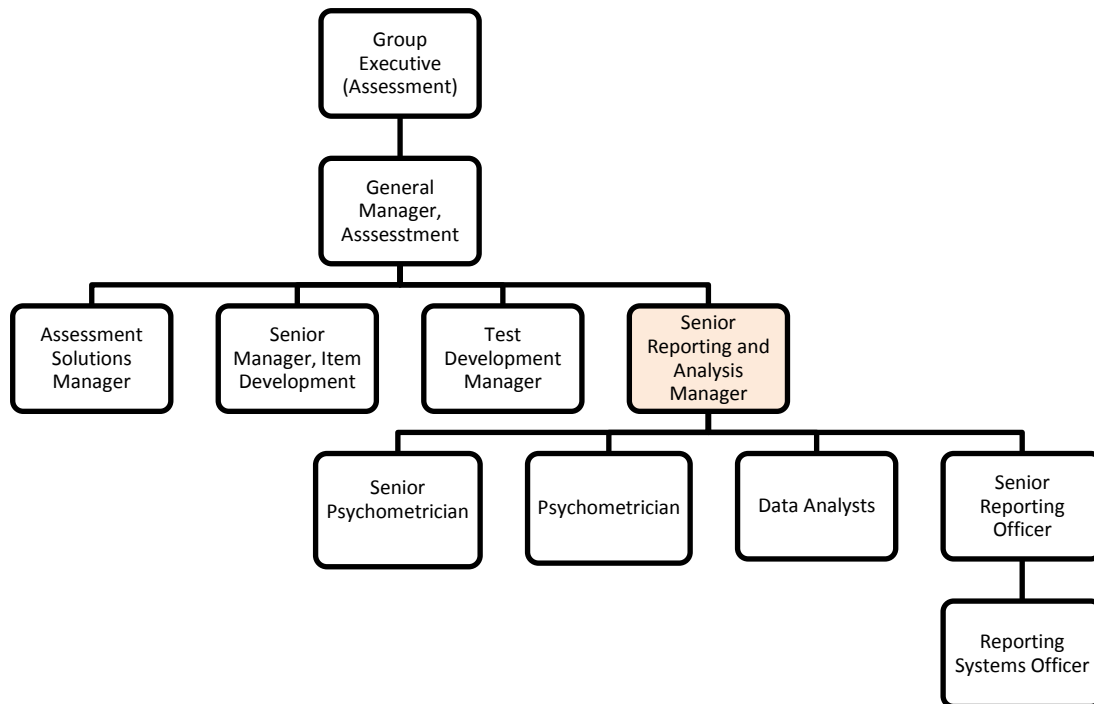 Group
Executive
(Assessment)
General
Manager,
Asssesstment
Assessment
Solutions
Manager
Senior
Manager, Item
Development
Test
Development
Manager
Senior
Reporting and
Analysis
Manager
Senior
Psychometrician
Psychometrician
Data Analysts
Senior
Reporting
Officer
Reporting
Systems Officer